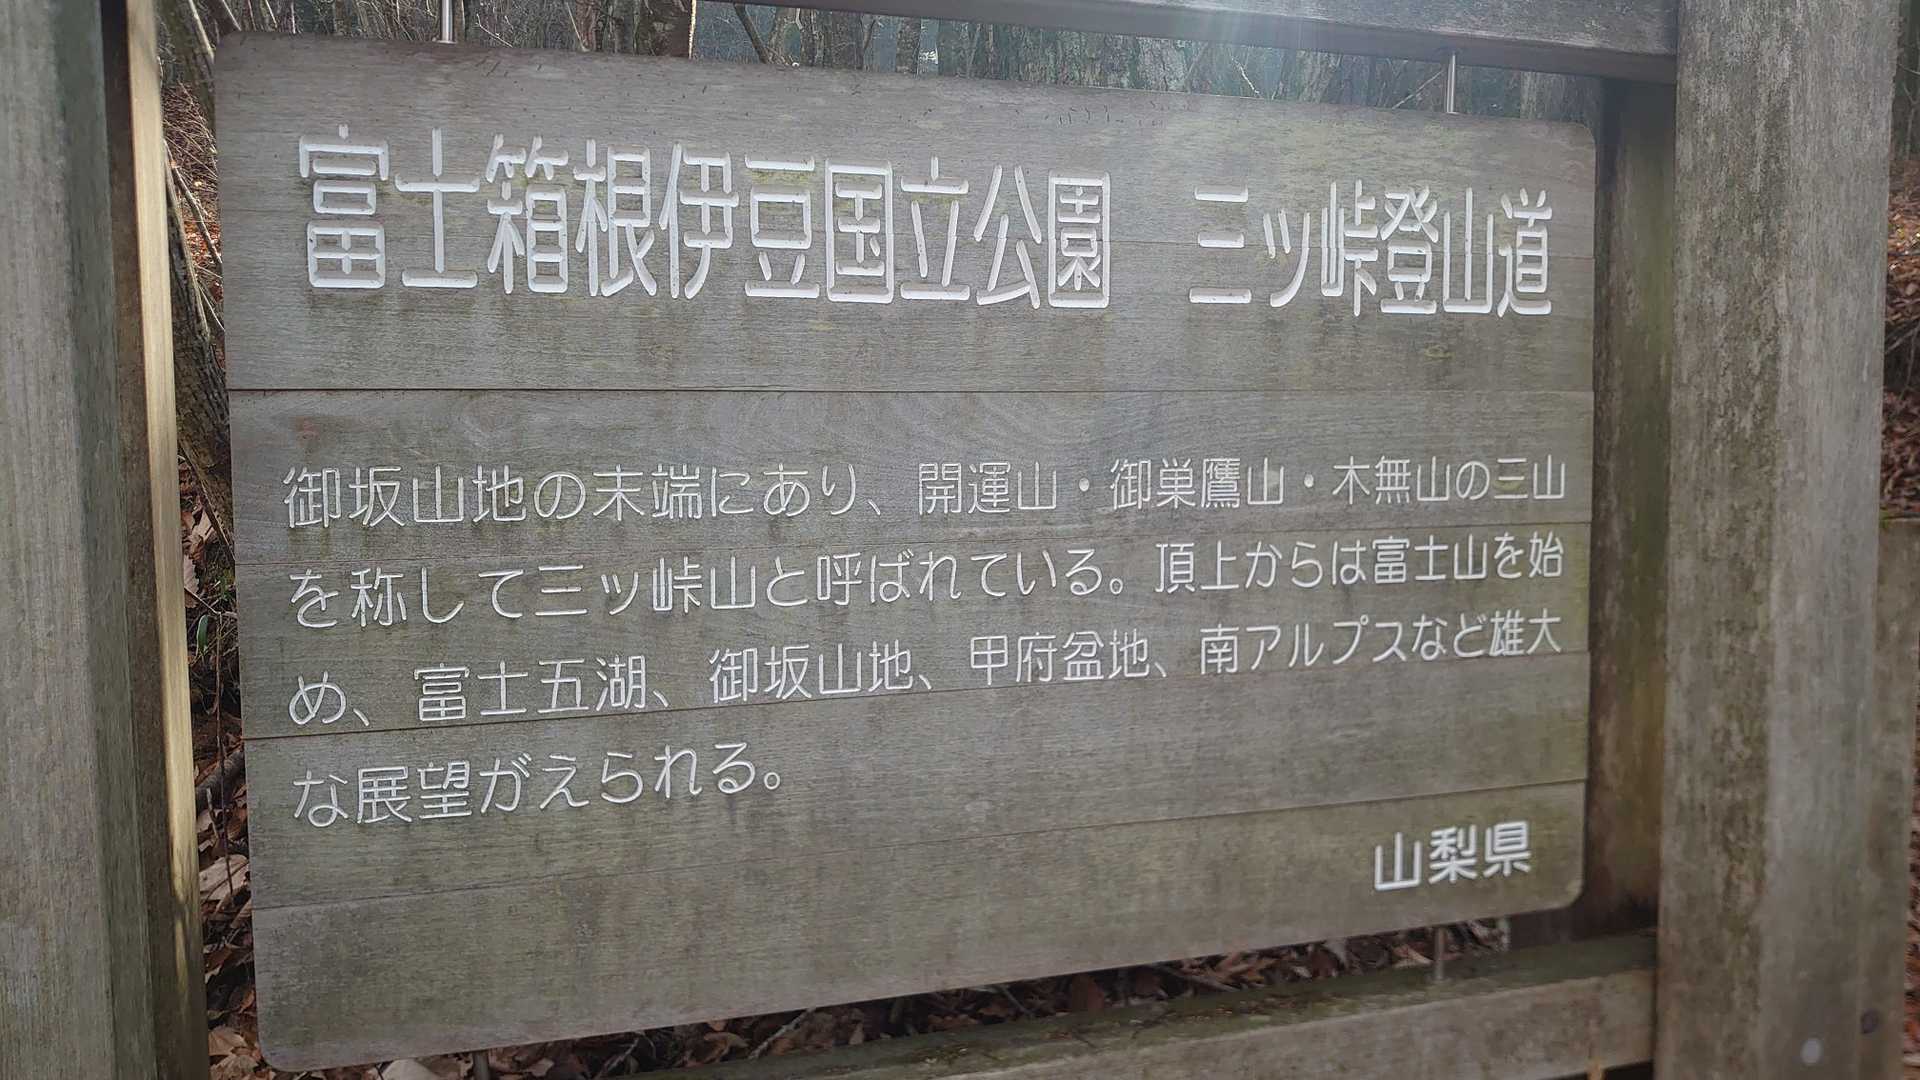 富士箱根伊豆国立公園　三ッ峠登山道
御坂山地の末端にあり、開運山・御巣鷹山・木無山の三山
を称して三ッ峠山と呼ばれている。頂上からは富士山を始
め、富士五湖、御坂山地、甲府盆地、南アルプスなど雄大
な展望がえられる。
山梨県